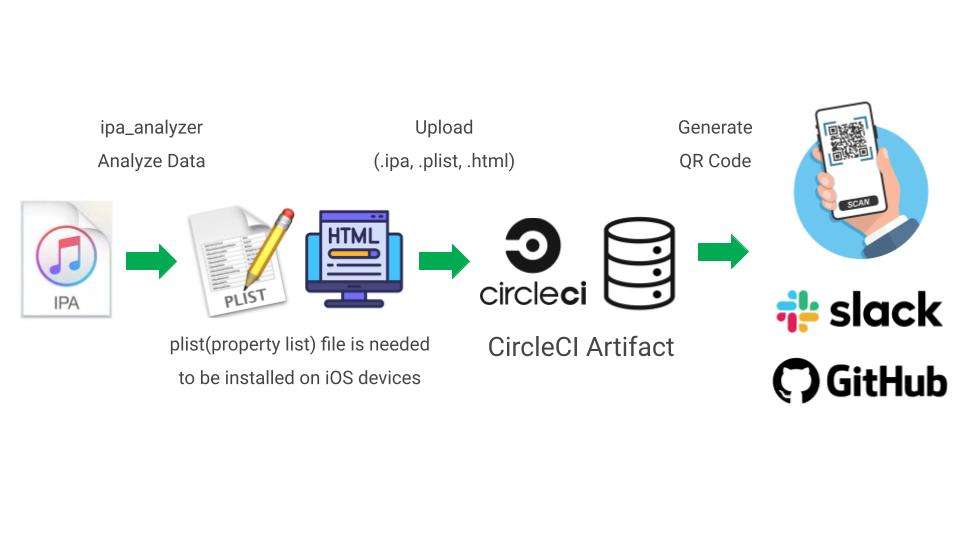 ipa_analyzer
Analyze Data
Upload
(.ipa, .plist, .html)
Generate
QR Code
SCAN
IPA
PLIST
HTML
circleci
slack
GitHub
plist(property list) file is needed
to be installed on iOS devices
CircleCI Artifact